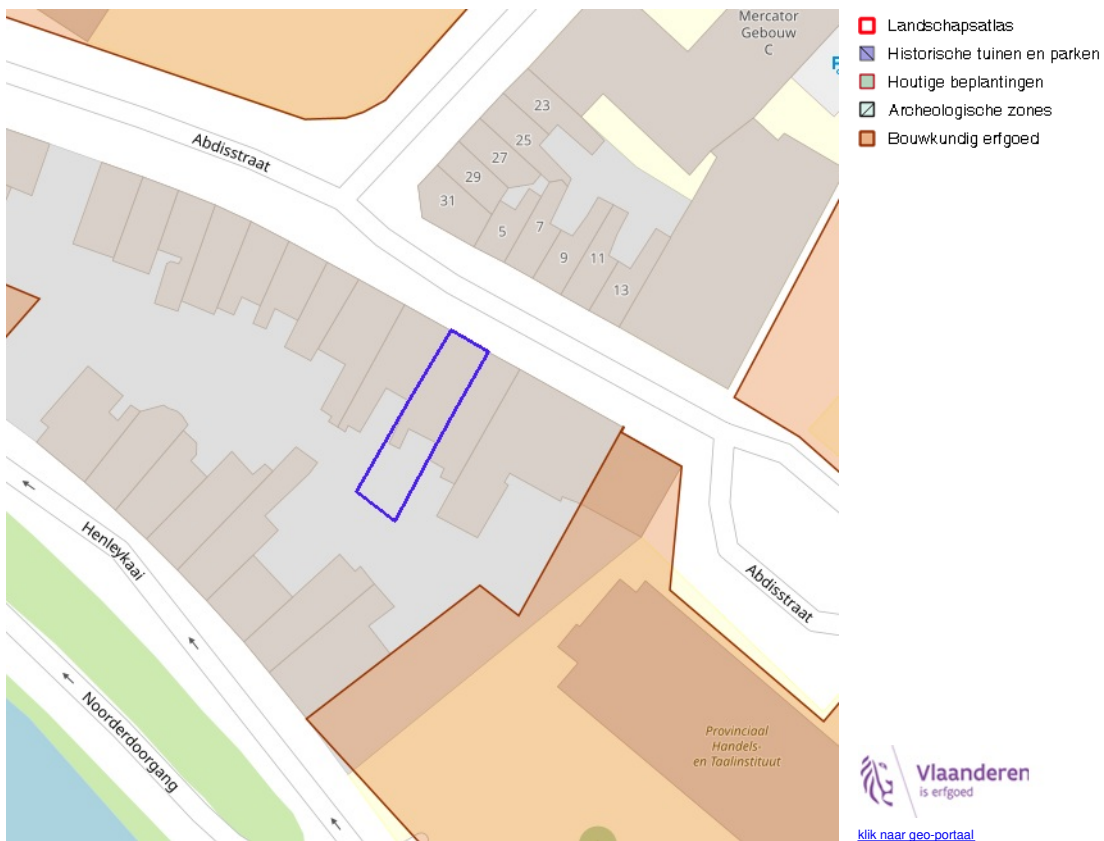 Mercator
Gebouw
C
P
Abdisstraat
23
25
27
29
31
5
7
9
11
13
Henleykaai
Noorderdoorgang
Abdisstraat
Provinciaal
Handels-
en Taalinstituut
Landschapsatlas
Historische tuinen en parken
Houtige beplantingen
Archeologische zones
Bouwkundig erfgoed
Vlaanderen
is erfgoed
klik naar geo-portaal